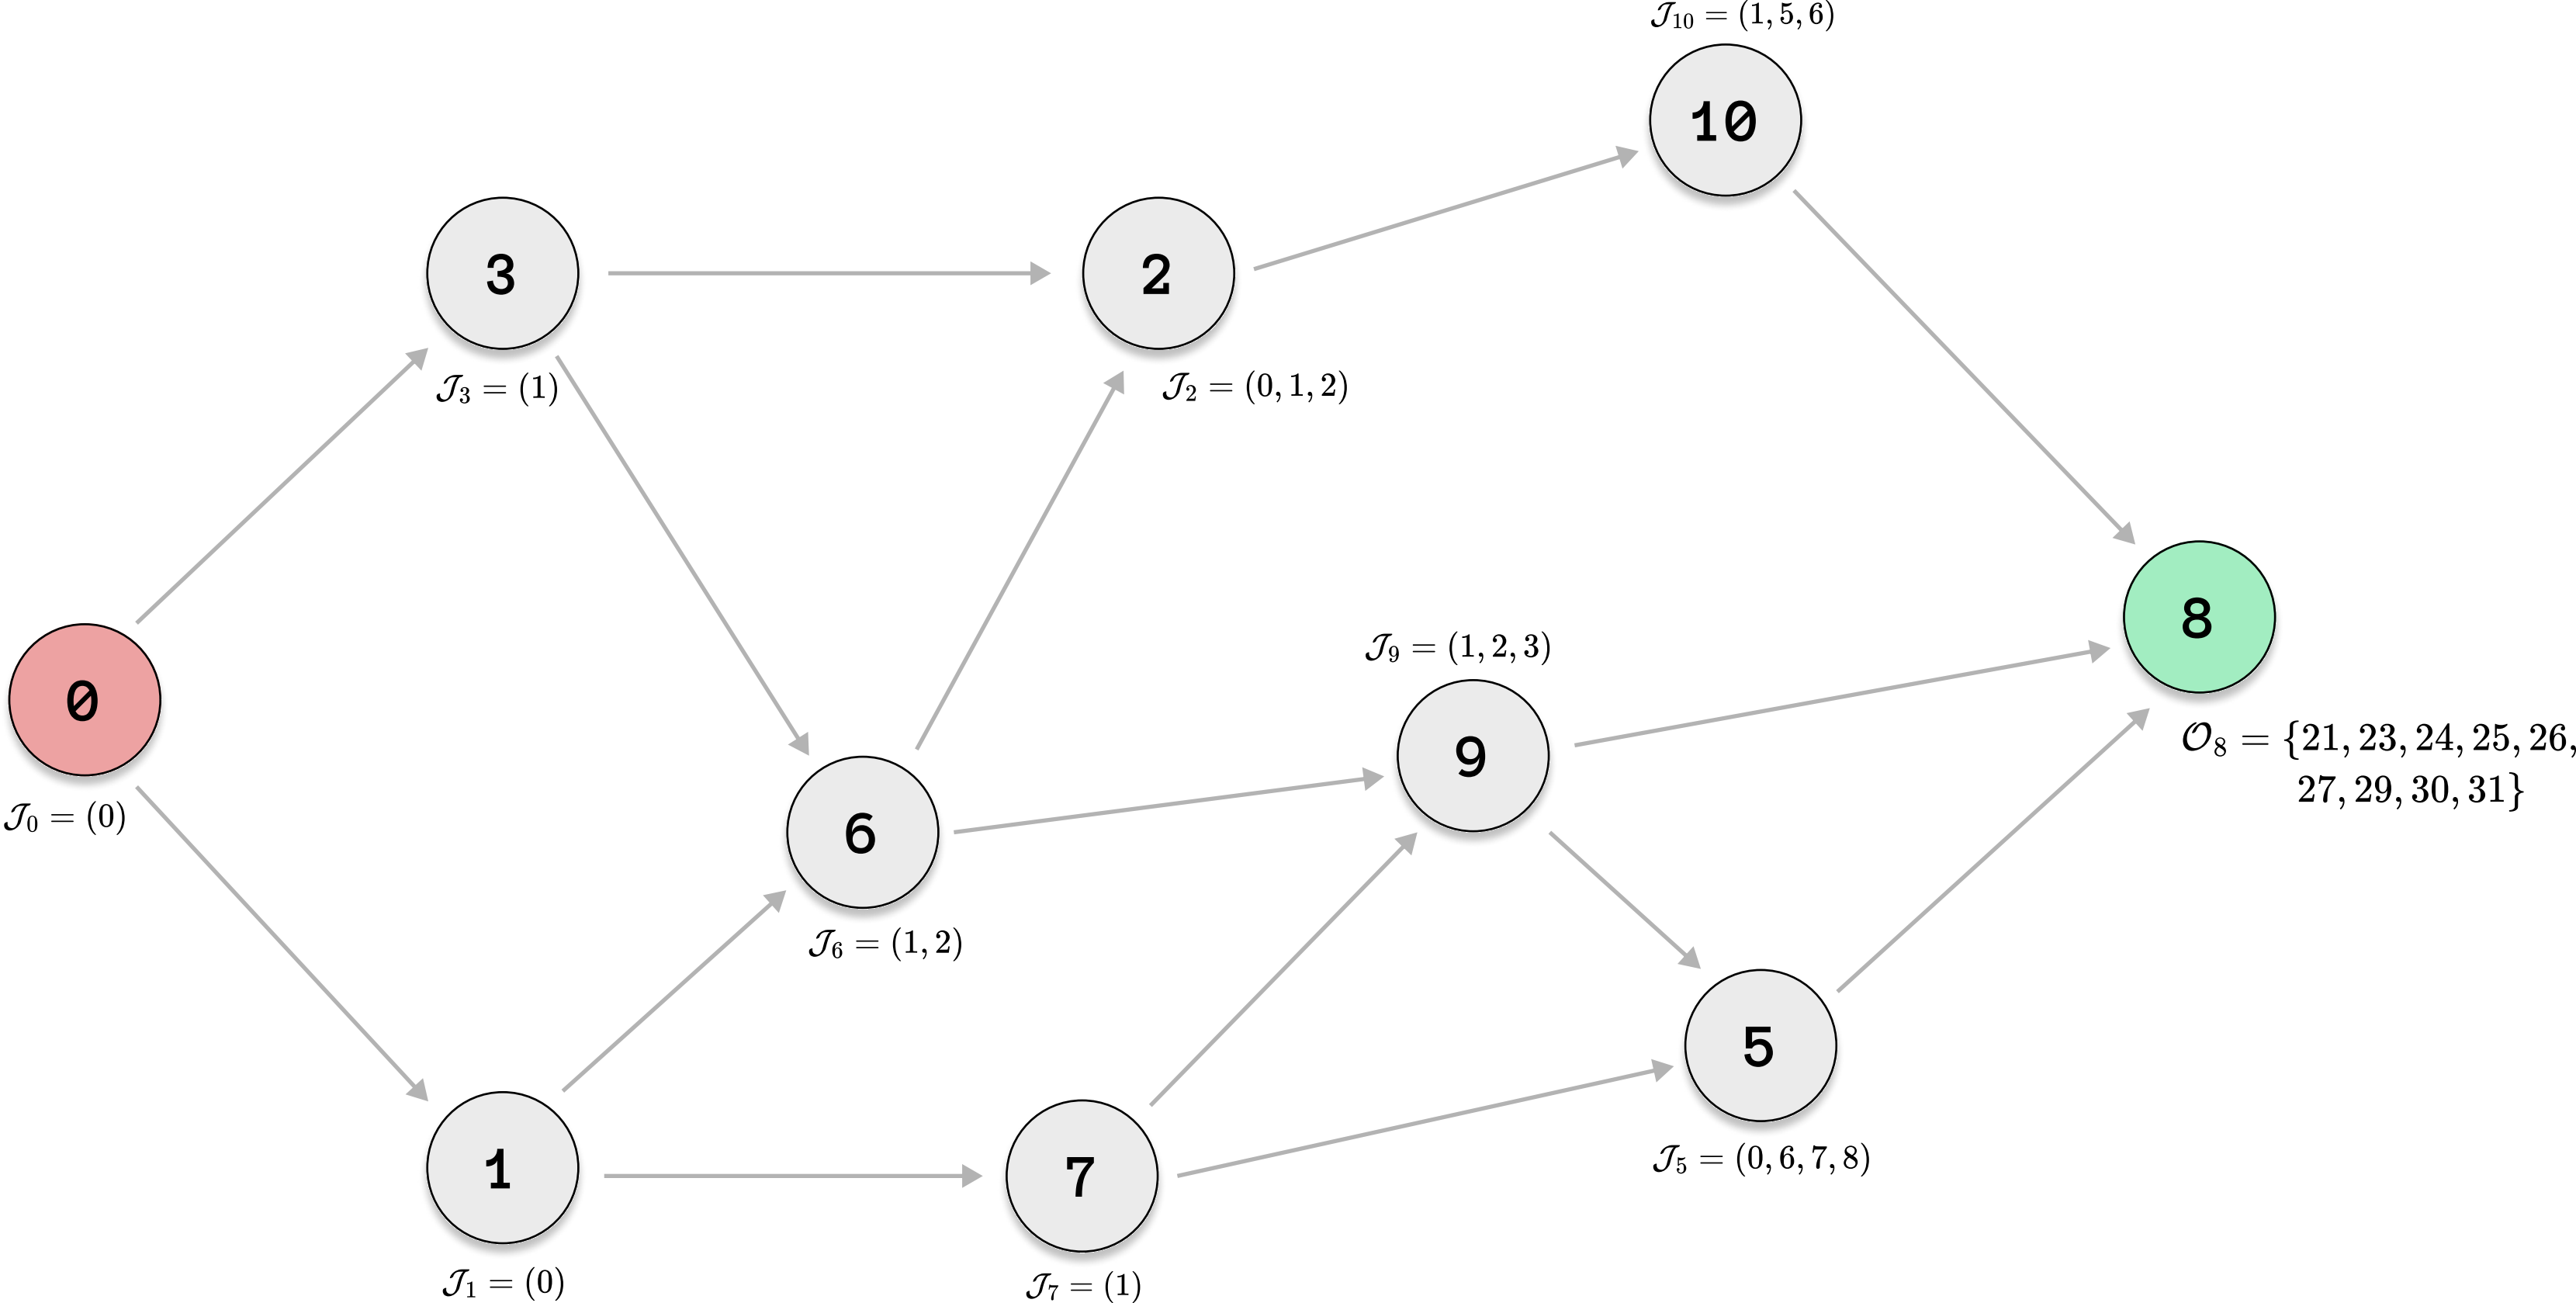 𝒥₁₀ = (1, 5, 6)
10
3
2
𝒥₃ = (1)
𝒥₂ = (0, 1, 2)
8
𝒥₉ = (1, 2, 3)
0
9
𝒪₈ = {21, 23, 24, 25, 26,
27, 29, 30, 31}
𝒥₀ = (0)
6
𝒥₆ = (1, 2)
5
𝒥₅ = (0, 6, 7, 8)
1
7
𝒥₁ = (0)
𝒥₇ = (1)